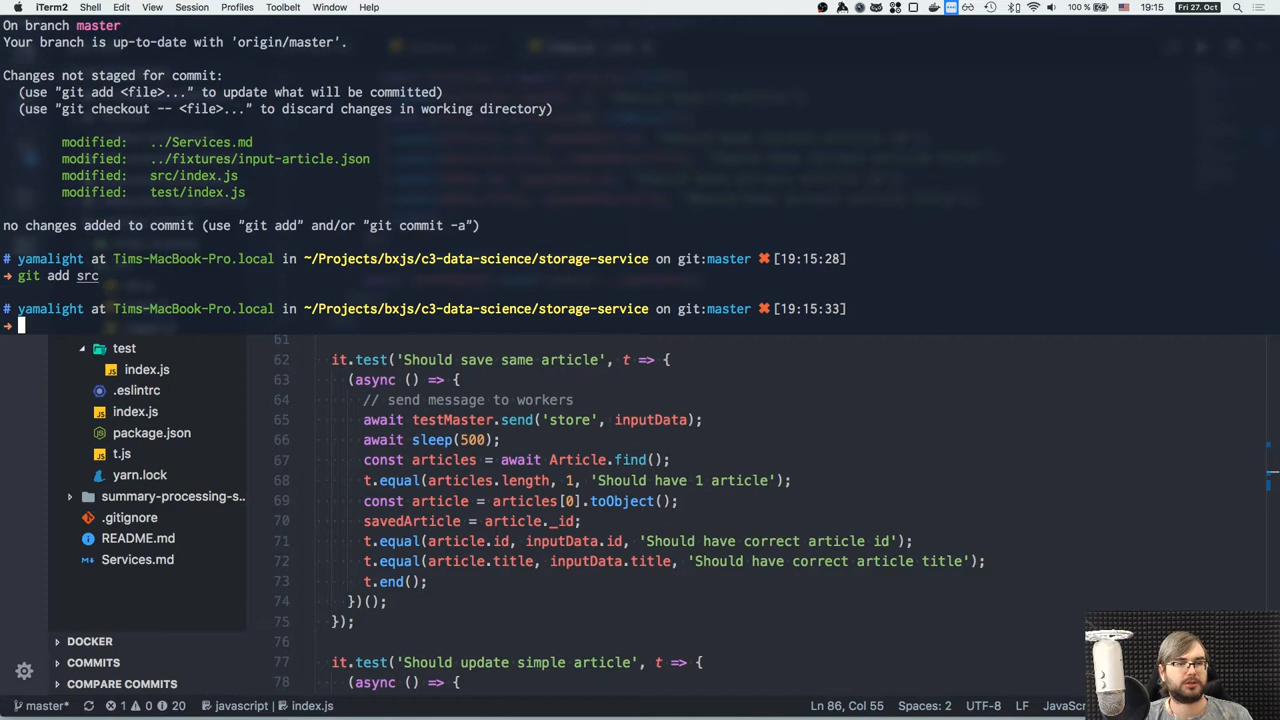 iTerm2 Shell Edit View Session Profiles Toolbelt Window Help 100 % 19:15 Fri 27. Oct
On branch master
Your branch is up-to-date with 'origin/master'.
Changes not staged for commit:
(use "git add <file>..." to update what will be committed)
(use "git checkout -- <file>..." to discard changes in working directory)
modified: ../Services.md
modified: ../fixtures/input-article.json
modified: src/index.js
modified: test/index.js
no changes added to commit (use "git add" and/or "git commit -a")
# yamalight at Tims-MacBook-Pro.local in ~/Projects/bxjs/c3-data-science/storage-service on git:master ✖ [19:15:28]
➜ git add src
# yamalight at Tims-MacBook-Pro.local in ~/Projects/bxjs/c3-data-science/storage-service on git:master ✖ [19:15:33]
➜
test
index.js
.eslintrc
index.js
package.json
t.js
yarn.lock
summary-processing-s...
.gitignore
README.md
Services.md
DOCKER
COMMITS
COMPARE COMMITS
61
62 it.test('Should save same article', t => {
63 (async () => {
64 // send message to workers
65 await testMaster.send('store', inputData);
66 await sleep(500);
67 const articles = await Article.find();
68 t.equal(articles.length, 1, 'Should have 1 article');
69 const article = articles[0].toObject();
70 savedArticle = article._id;
71 t.equal(article.id, inputData.id, 'Should have correct article id');
72 t.equal(article.title, inputData.title, 'Should have correct article title');
73 t.end();
74 })();
75 });
76
77 it.test('Should update simple article', t => {
78 (async () => {
master* 1 0 20 javascript | index.js Ln 86, Col 55 Spaces: 2 UTF-8 LF JavaSc